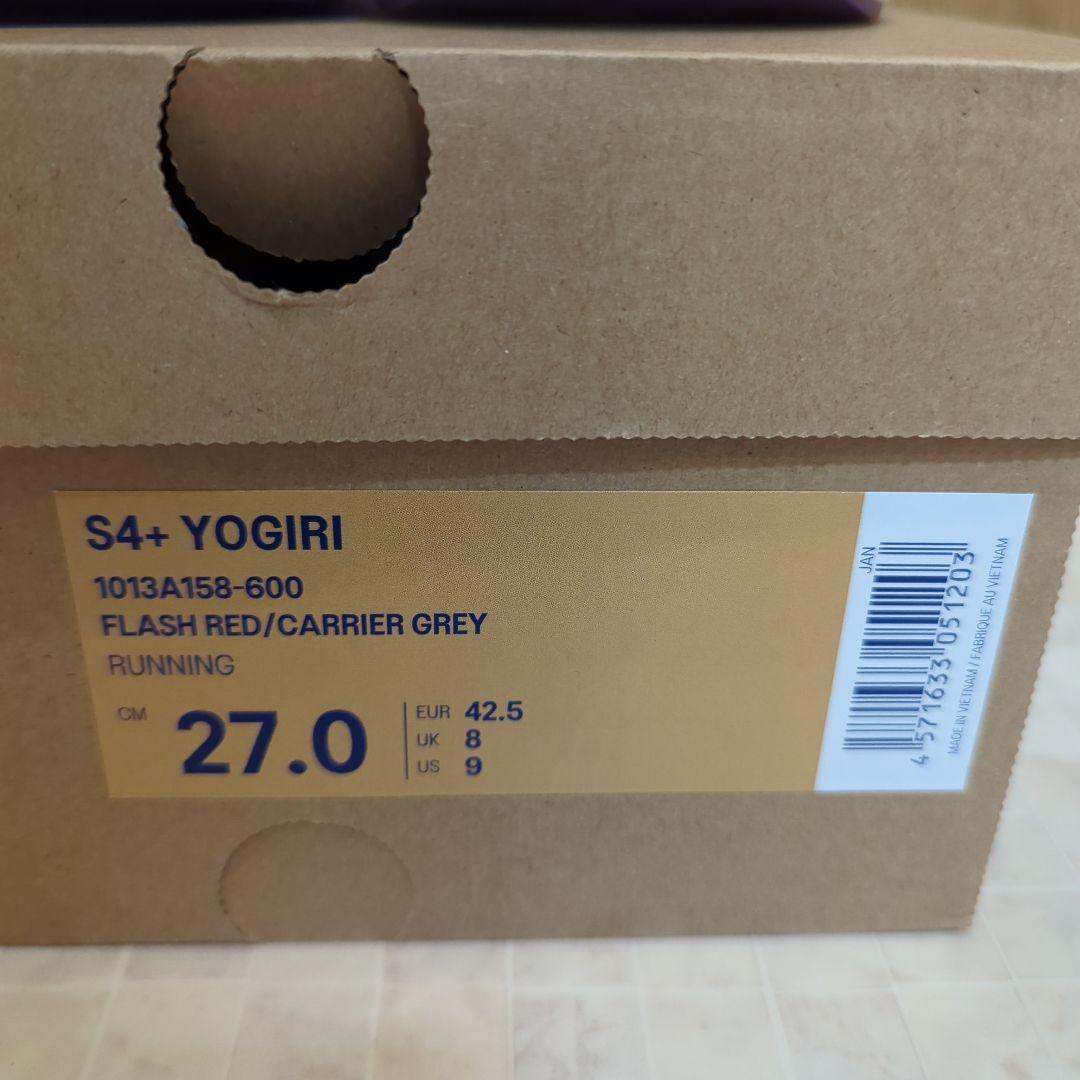 S4+ YOGIRI
1013A158-600
FLASH RED/CARRIER GREY
RUNNING
CM 27.0
EUR 42.5
UK 8
US 9
JAN
4 571633 051203
MADE IN VIETNAM / FABRIQUE AU VIETNAM